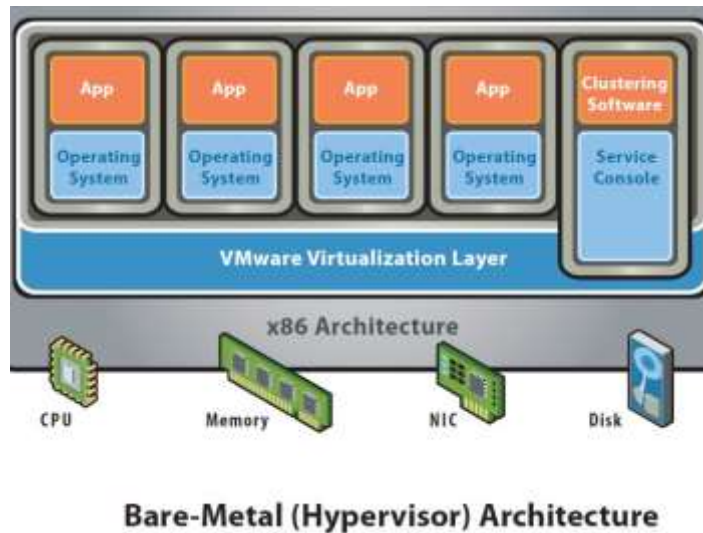 App
Operating
System
App
Operating
System
App
Operating
System
App
Operating
System
Clustering
Software
Service
Console
VMware Virtualization Layer
x86 Architecture
CPU
Memory
NIC
Disk
Bare-Metal (Hypervisor) Architecture